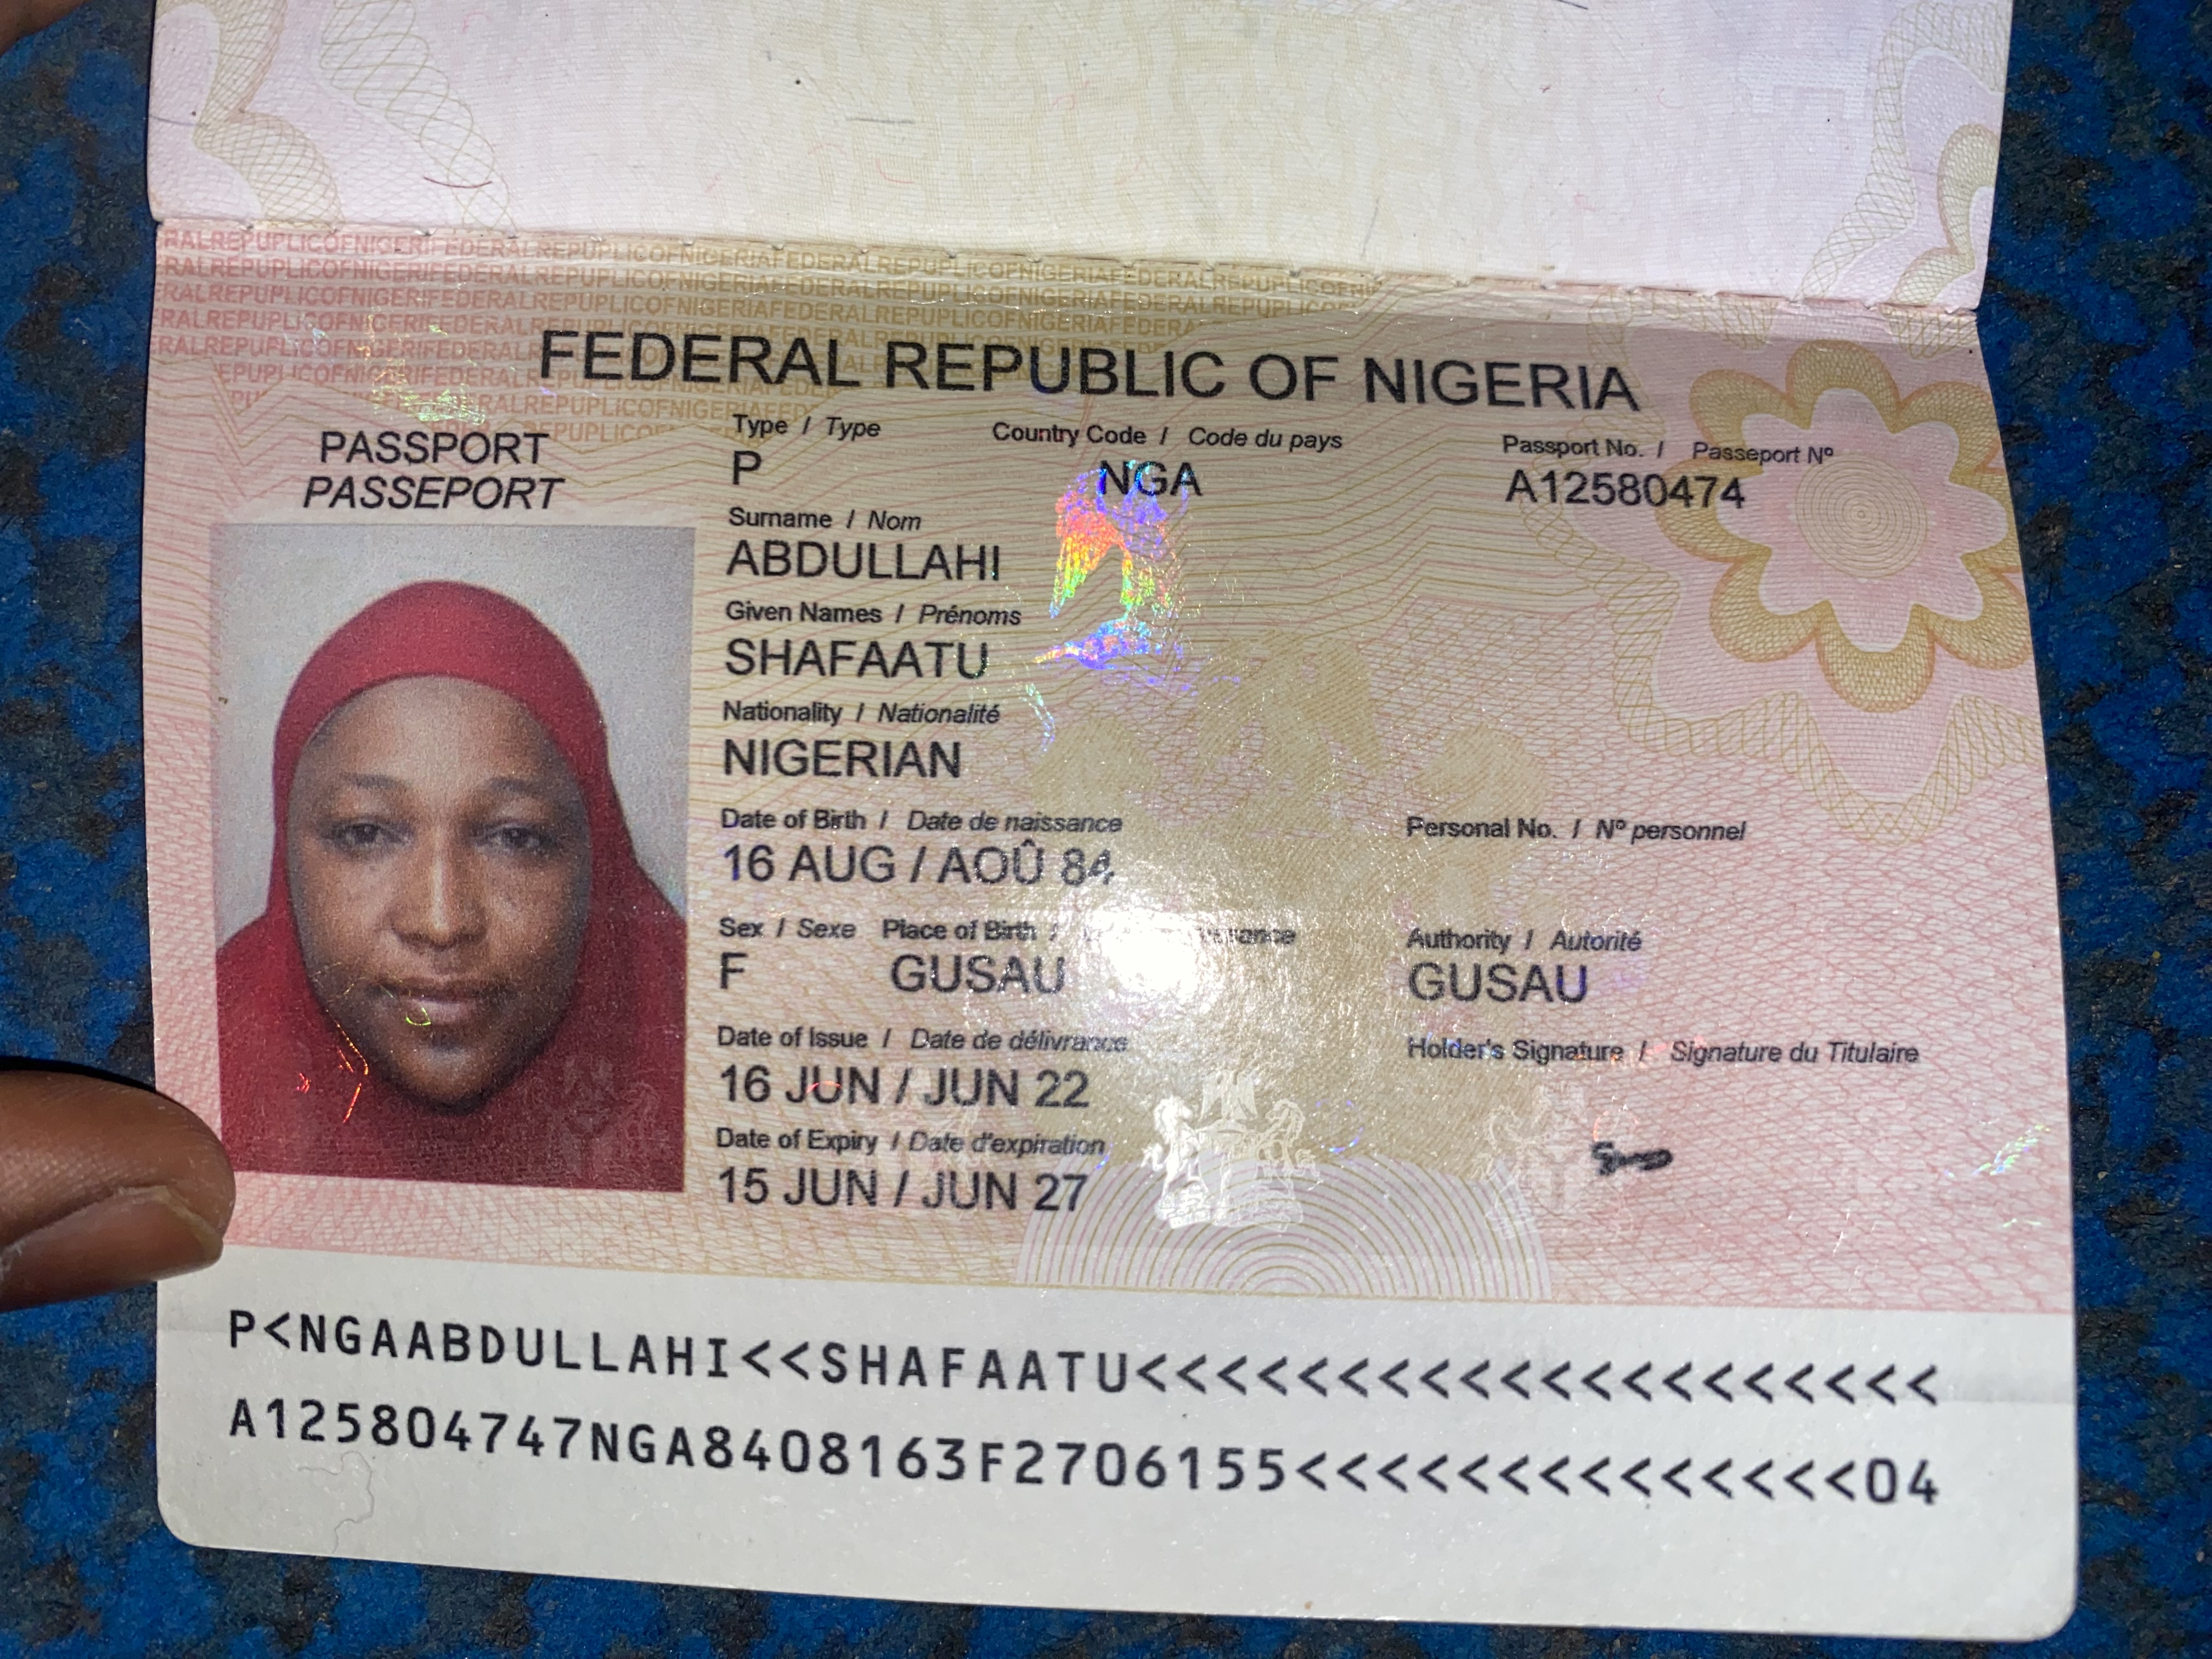 FEDERAL REPUBLIC OF NIGERIA
PASSPORT
PASSEPORT
Type / Type Country Code / Code du pays Passport No. / Passeport Nº
P NGA A12580474
Surname / Nom
ABDULLAHI
Given Names / Prénoms
SHAFAATU
Nationality / Nationalité
NIGERIAN
Date of Birth / Date de naissance Personal No. / Nº personnel
16 AUG / AOÛ 84
Sex / Sexe Place of Birth / Authority / Autorité
F GUSAU GUSAU
Date of Issue / Date de délivrance Holder's Signature / Signature du Titulaire
16 JUN / JUN 22
Date of Expiry / Date d'expiration
15 JUN / JUN 27
P<NGAABDULLAHI<<SHAFAATU<<<<<<<<<<<<<<<<<<<<
A125804747NGA8408163F2706155<<<<<<<<<<<<<<04